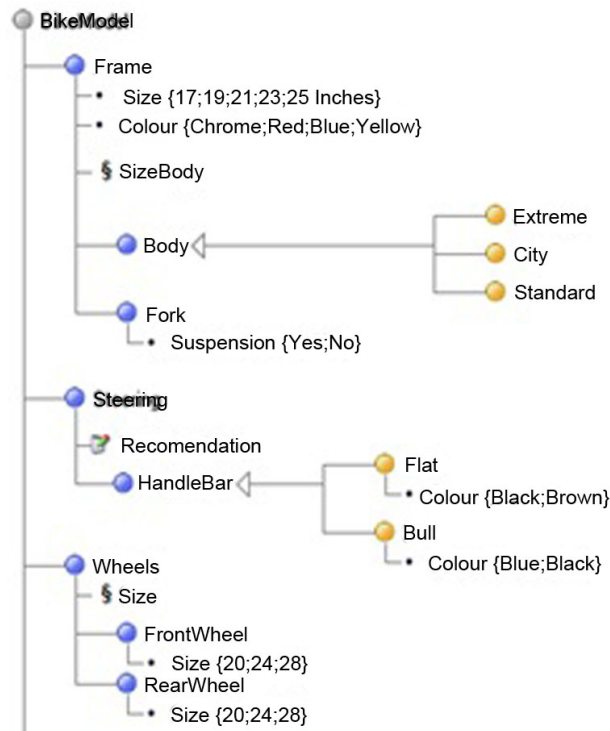 BikeModel
Frame
Size {17;19;21;23;25 Inches}
Colour {Chrome;Red;Blue;Yellow}
§ SizeBody
Body
Extreme
City
Standard
Fork
Suspension {Yes;No}
Steering
Recomendation
HandleBar
Flat
Colour {Black;Brown}
Bull
Colour {Blue;Black}
Wheels
§ Size
FrontWheel
Size {20;24;28}
RearWheel
Size {20;24;28}